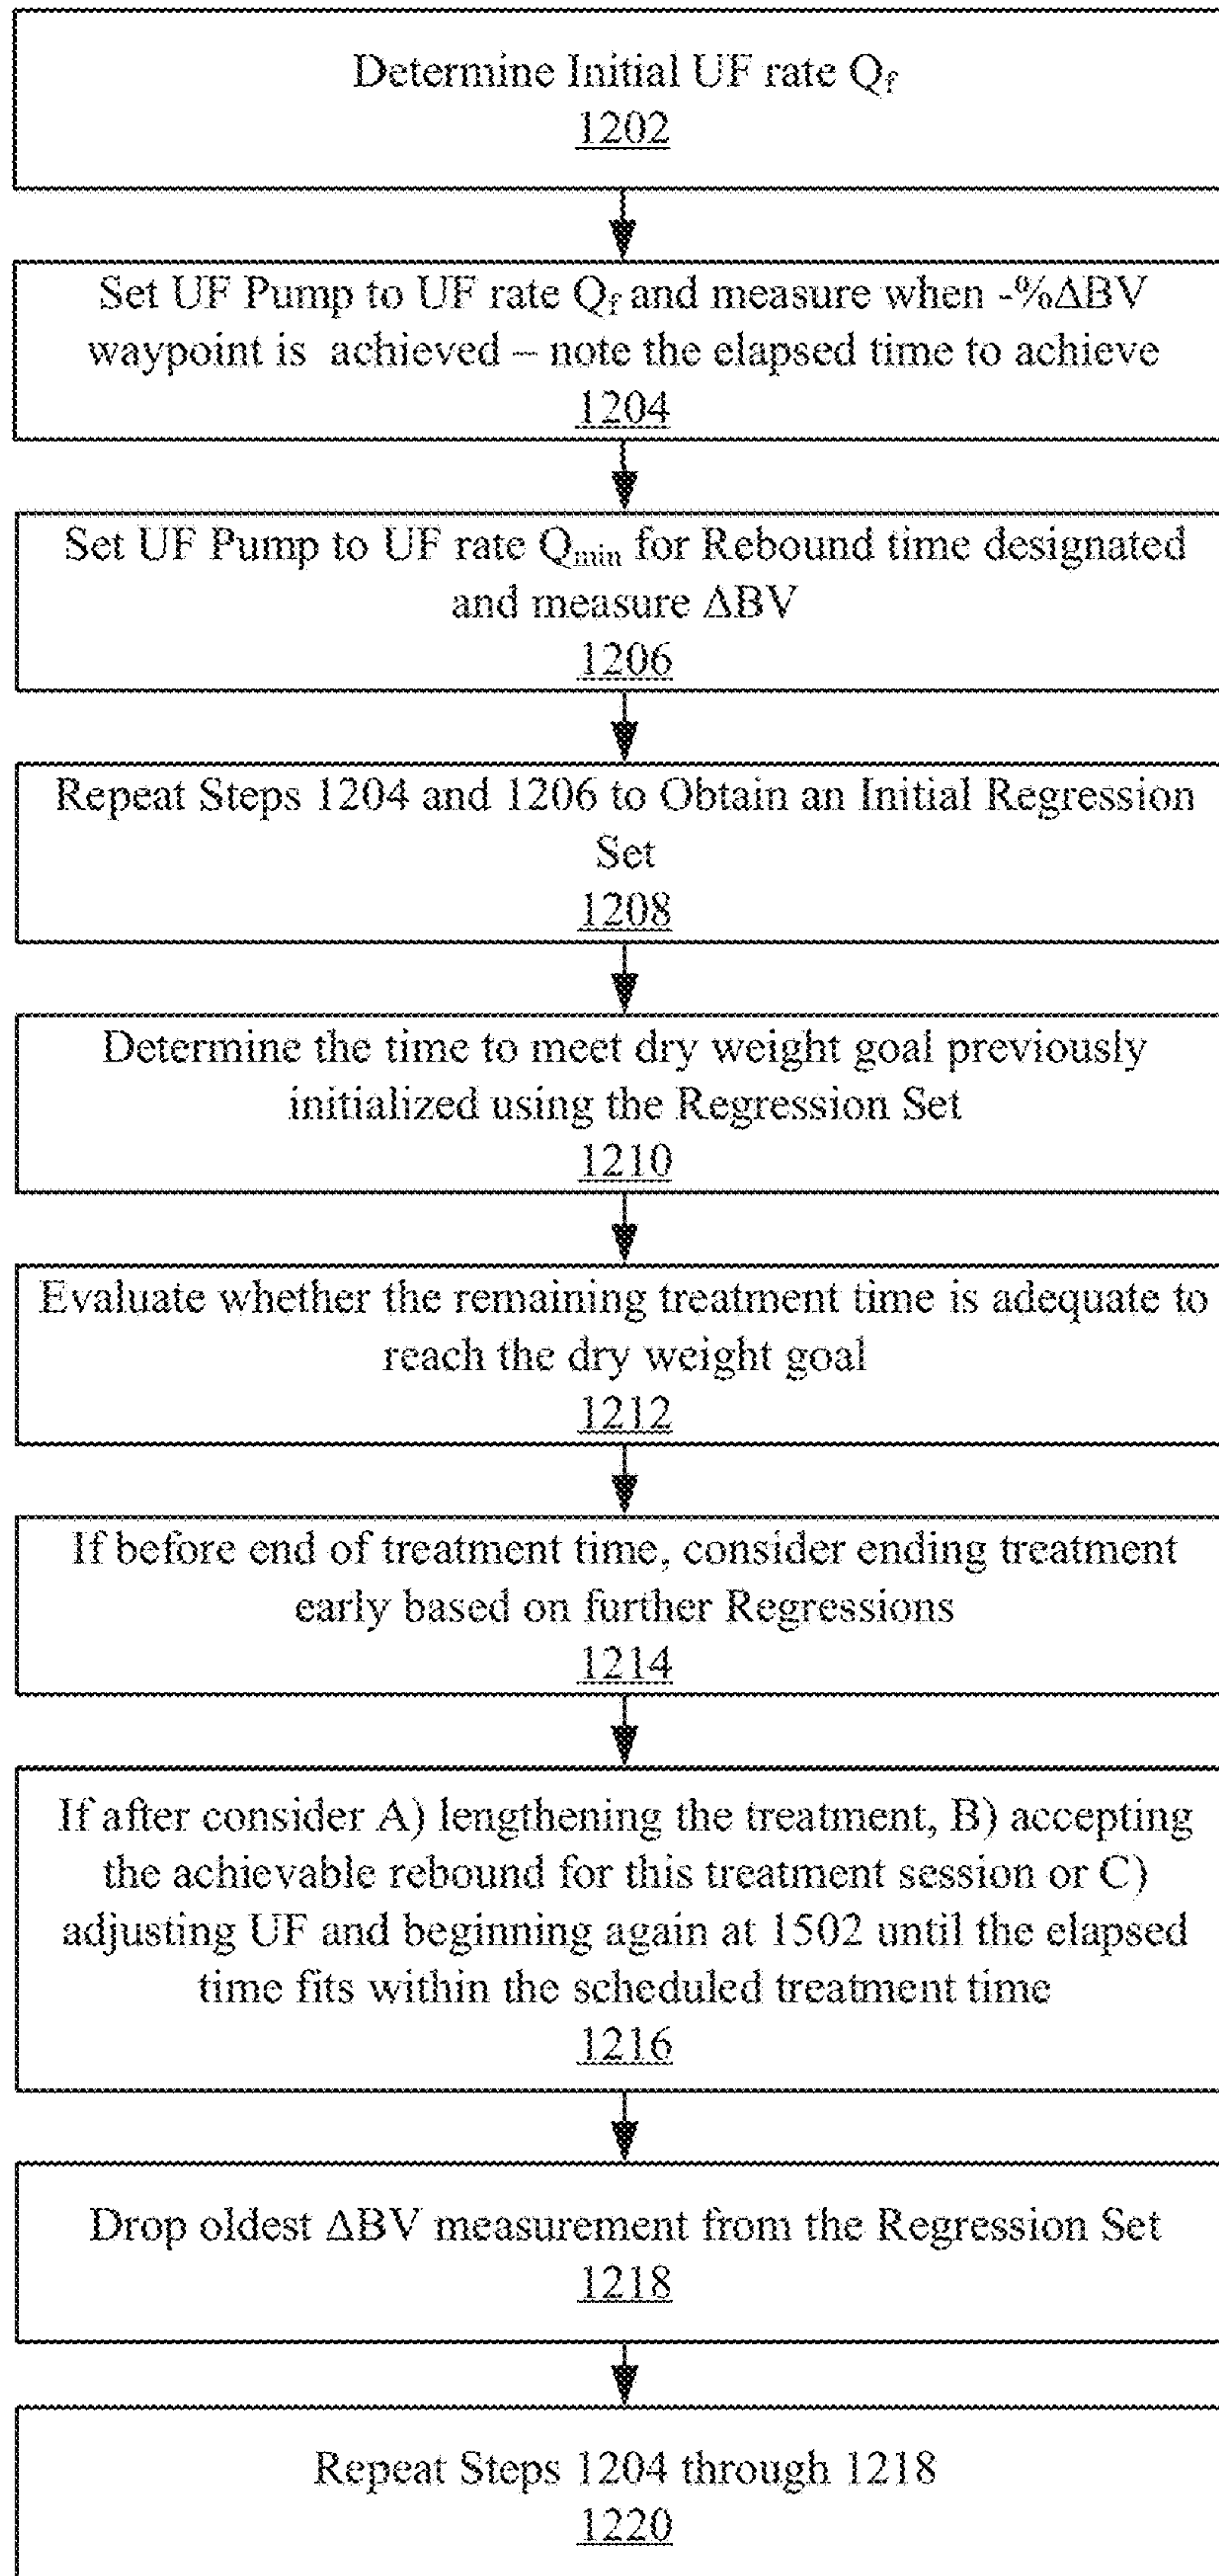 Determine Initial UF rate Qf
1202
Set UF Pump to UF rate Qf and measure when -%ΔBV
waypoint is achieved – note the elapsed time to achieve
1204
Set UF Pump to UF rate Qmin for Rebound time designated
and measure ΔBV
1206
Repeat Steps 1204 and 1206 to Obtain an Initial Regression
Set
1208
Determine the time to meet dry weight goal previously
initialized using the Regression Set
1210
Evaluate whether the remaining treatment time is adequate to
reach the dry weight goal
1212
If before end of treatment time, consider ending treatment
early based on further Regressions
1214
If after consider A) lengthening the treatment, B) accepting
the achievable rebound for this treatment session or C)
adjusting UF and beginning again at 1502 until the elapsed
time fits within the scheduled treatment time
1216
Drop oldest ΔBV measurement from the Regression Set
1218
Repeat Steps 1204 through 1218
1220